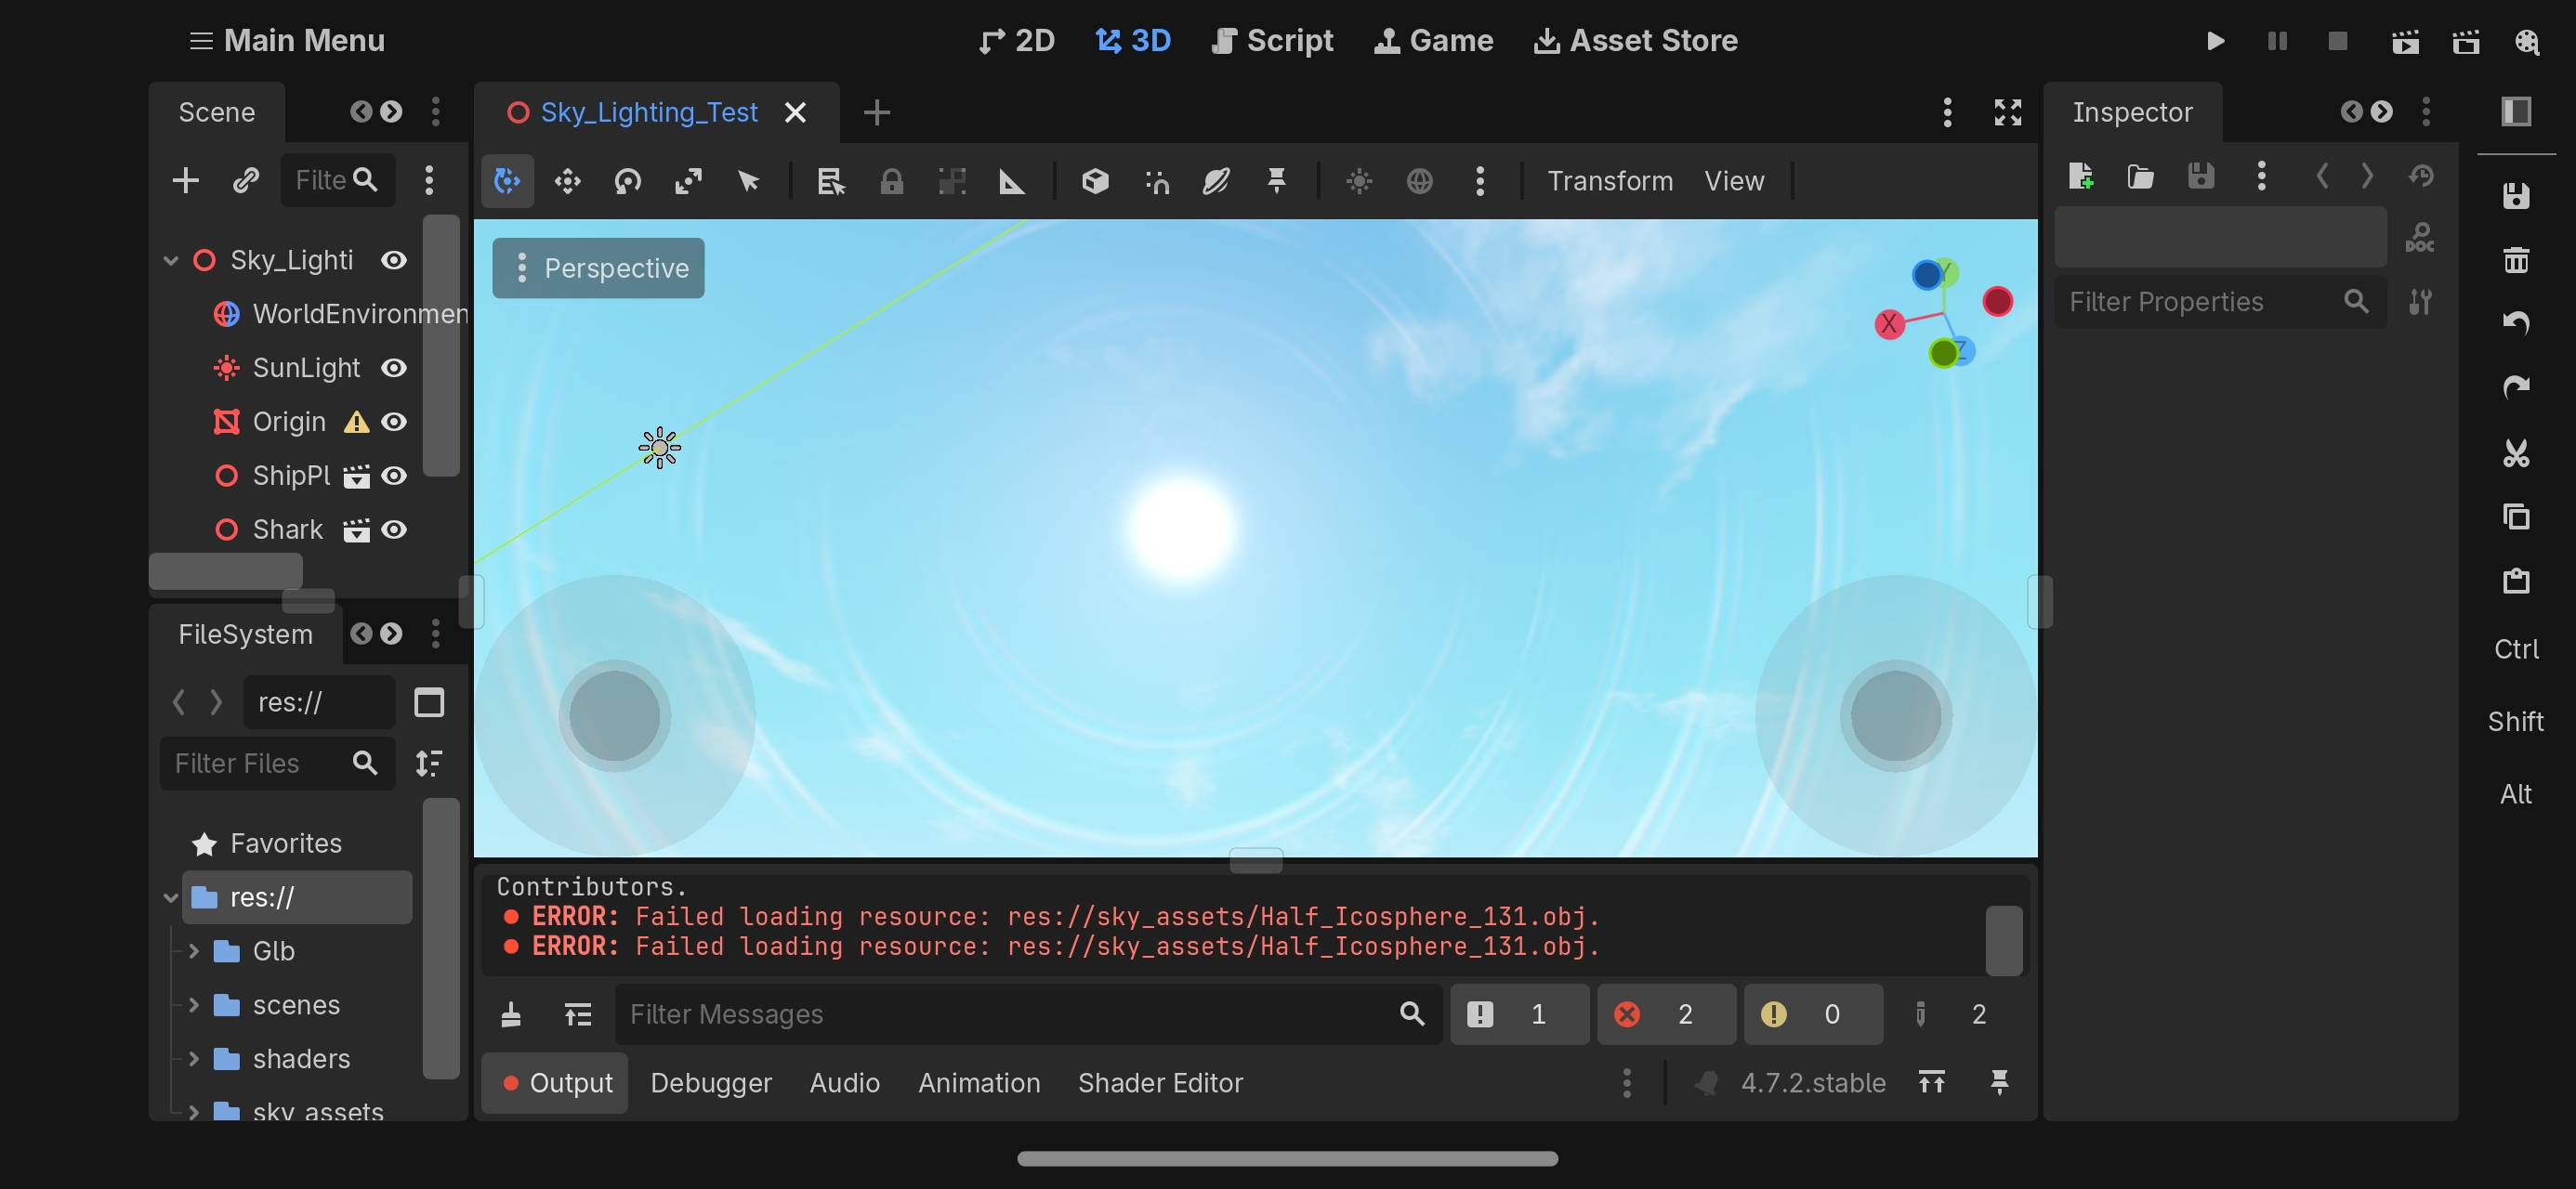 Main Menu
2D
3D
Script
Game
Asset Store
Scene
Filte
Sky_Lighti
WorldEnvironmen
SunLight
Origin
ShipPl
Shark
FileSystem
res://
Filter Files
Favorites
res://
Glb
scenes
shaders
sky_assets
Sky_Lighting_Test
Transform
View
Perspective
Y
X
Z
Contributors.
ERROR: Failed loading resource: res://sky_assets/Half_Icosphere_131.obj.
ERROR: Failed loading resource: res://sky_assets/Half_Icosphere_131.obj.
Filter Messages
1
2
0
2
Output
Debugger
Audio
Animation
Shader Editor
4.7.2.stable
Inspector
DOC
Filter Properties
Ctrl
Shift
Alt